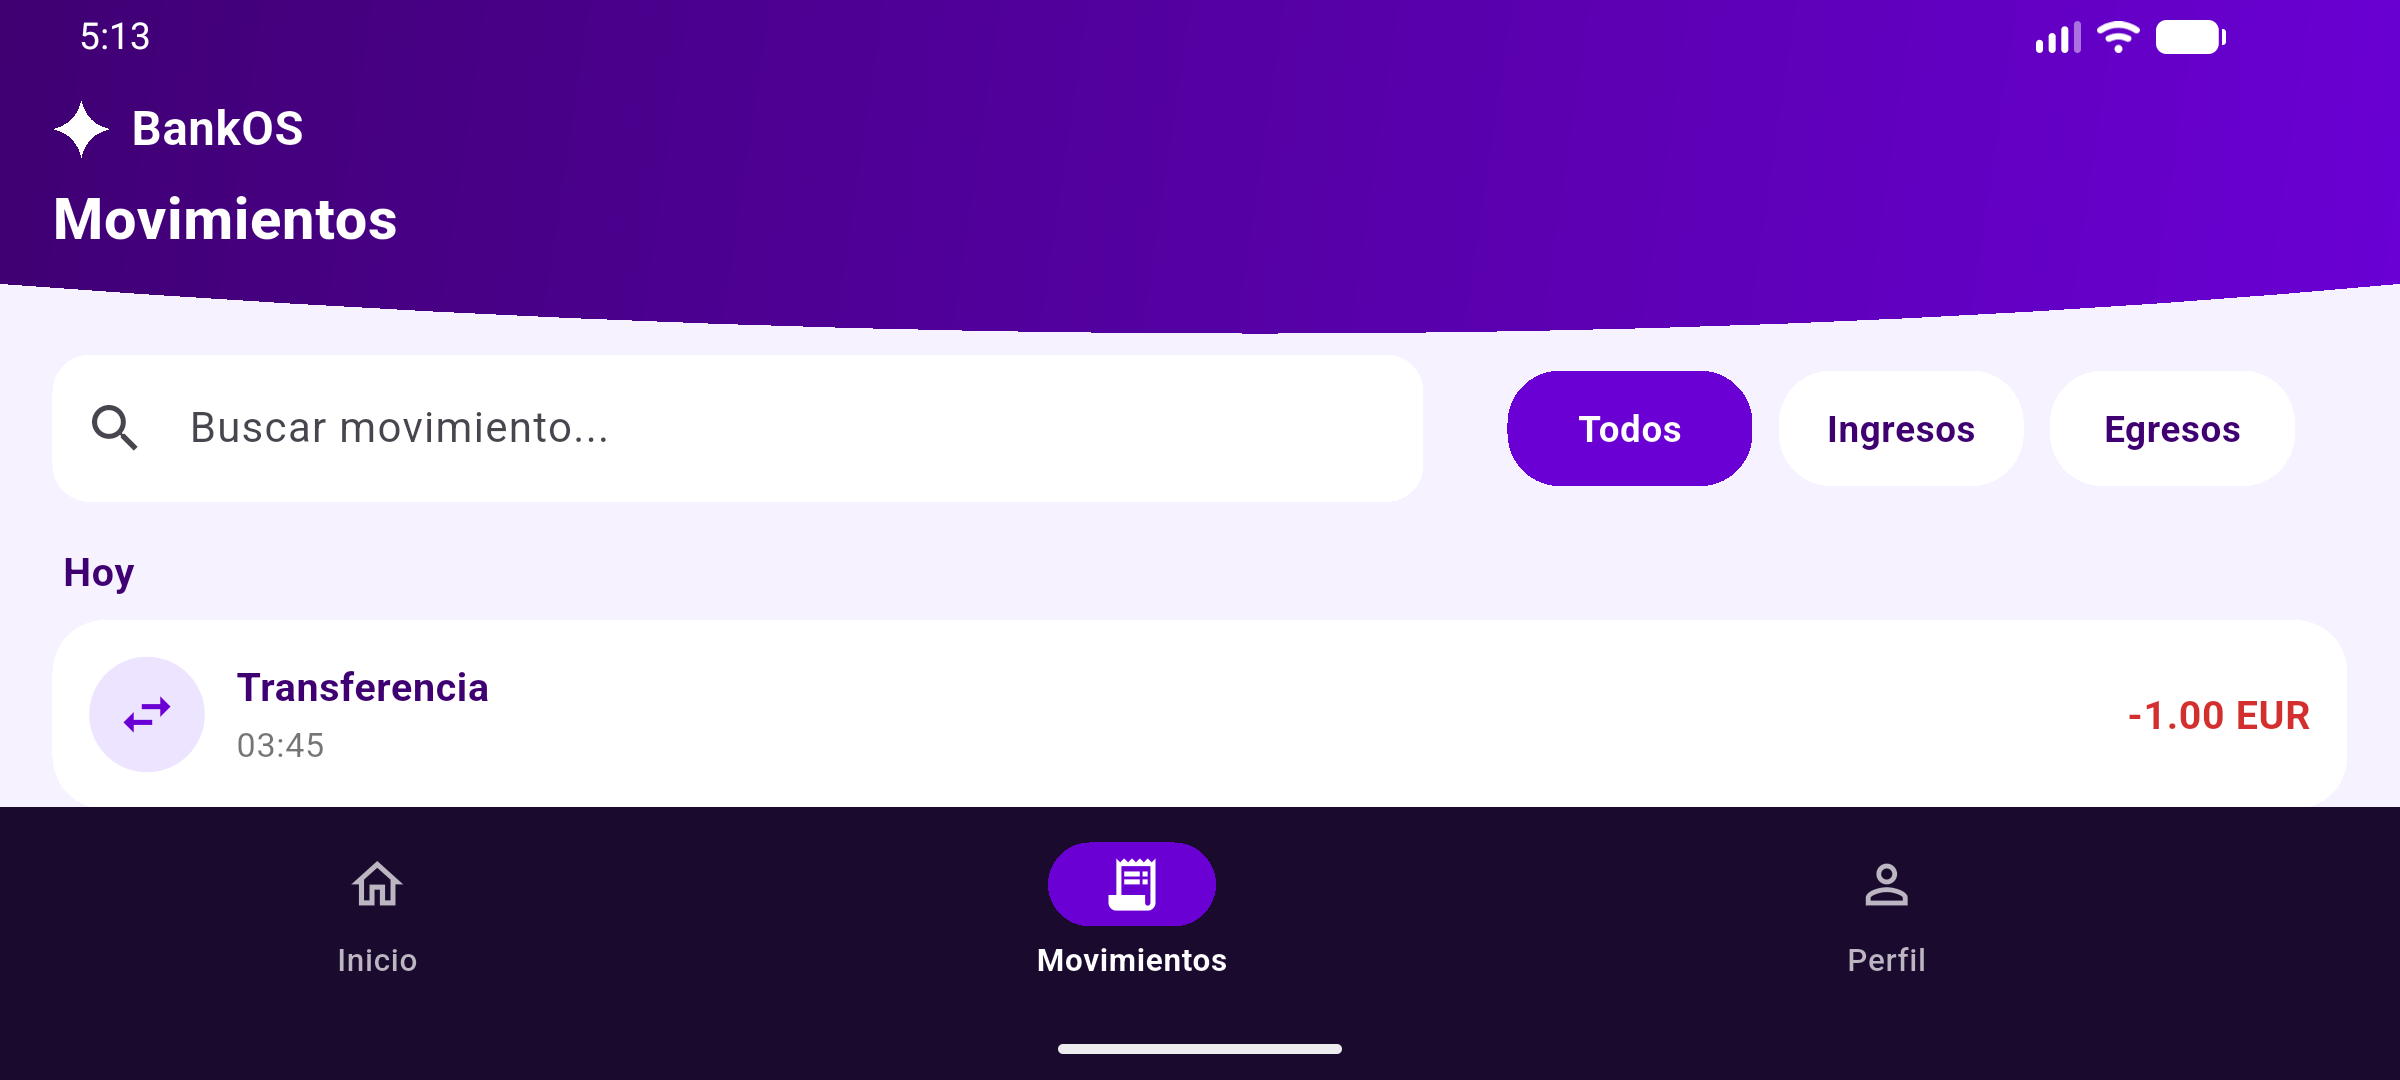 5:13
BankOS
Movimientos
Buscar movimiento...
Todos
Ingresos
Egresos
Hoy
Transferencia
03:45
-1.00 EUR
Inicio
Movimientos
Perfil